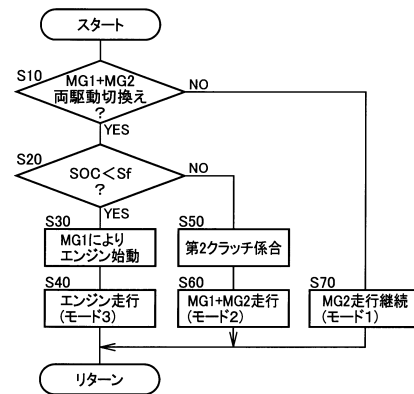 スタート
S10
MG1+MG2
両駆動切換え
?
NO
YES
S20
SOC<Sf
?
NO
YES
S30
MG1により
エンジン始動
S50
第2クラッチ係合
S40
エンジン走行
(モード3)
S60
MG1+MG2走行
(モード2)
S70
MG2走行継続
(モード1)
リターン